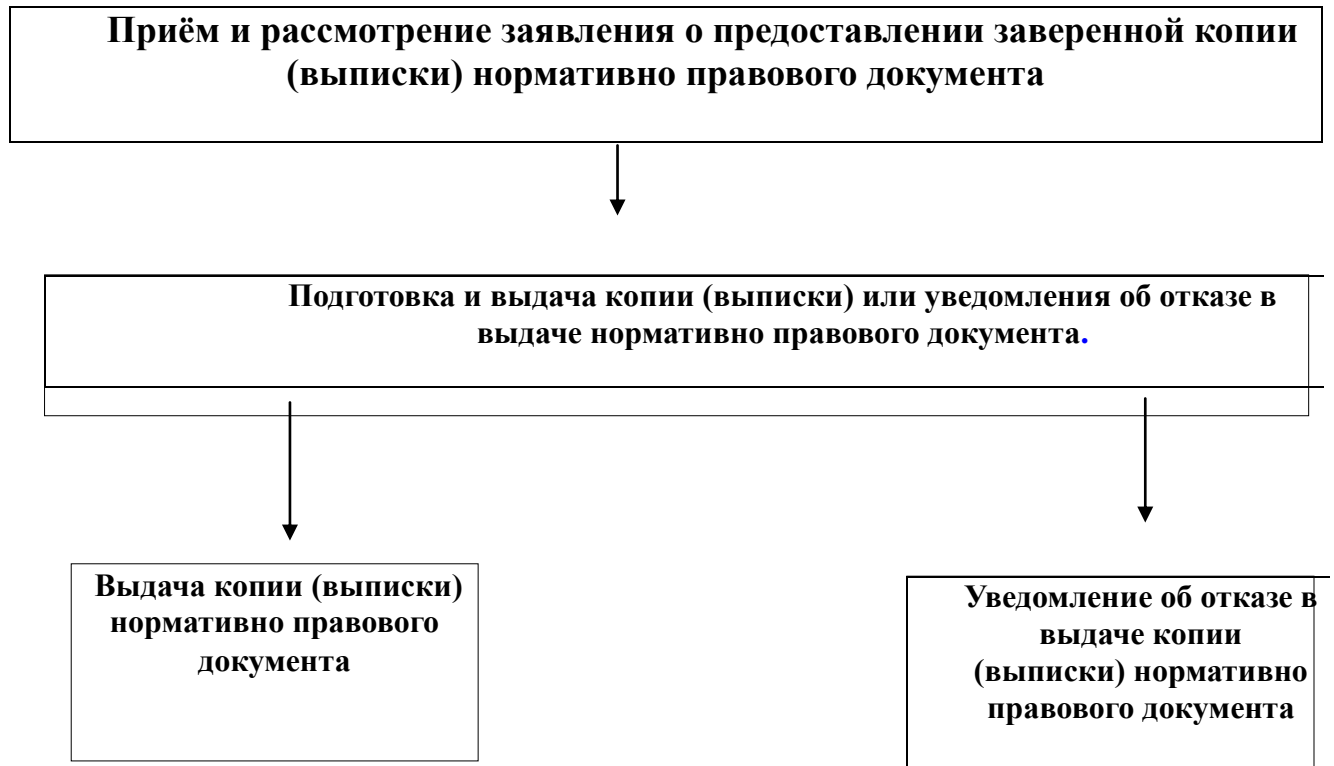 Приём и рассмотрение заявления о предоставлении заверенной копии
(выписки) нормативно правового документа
Подготовка и выдача копии (выписки) или уведомления об отказе в
выдаче нормативно правового документа.
Выдача копии (выписки)
нормативно правового
документа
Уведомление об отказе в
выдаче копии
(выписки) нормативно
правового документа